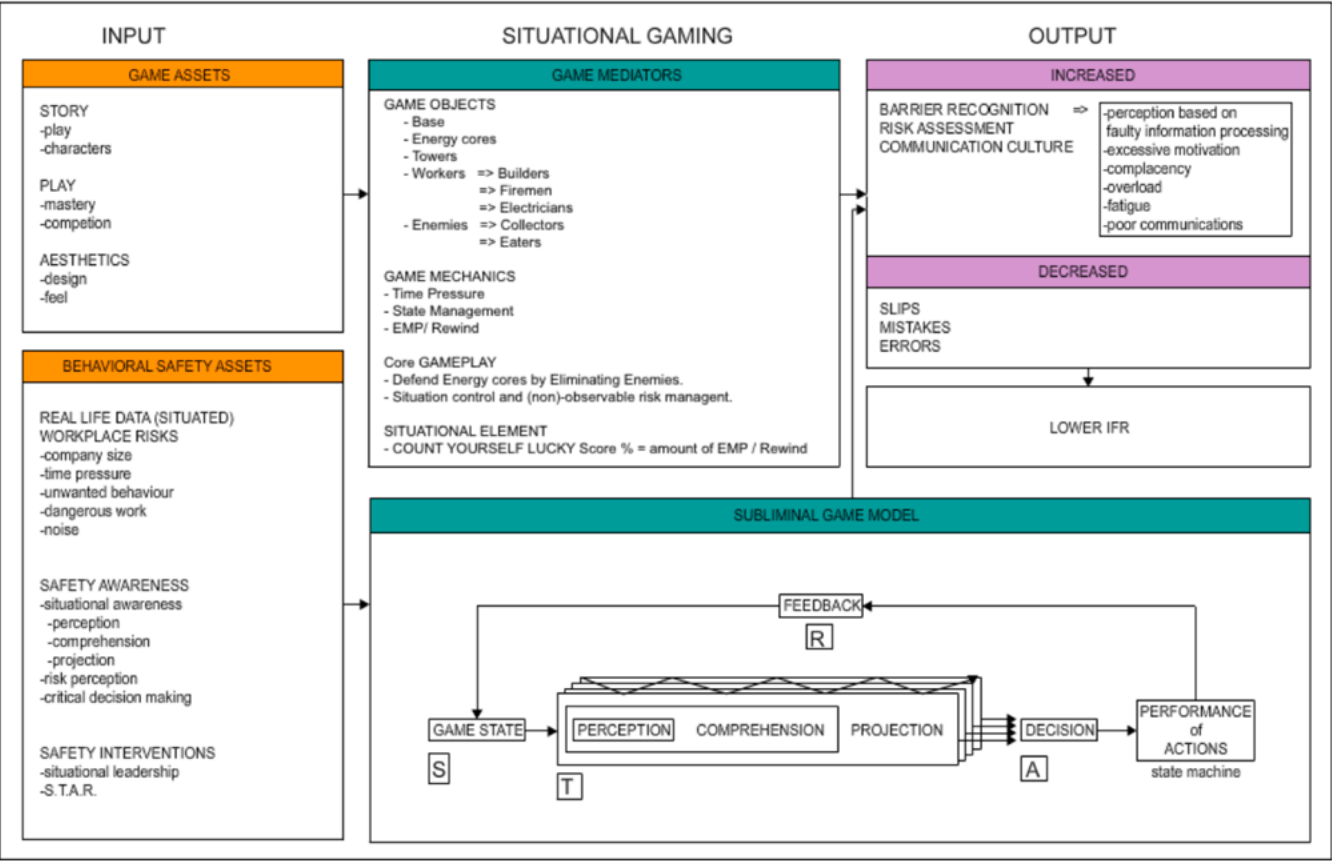 INPUT
SITUATIONAL GAMING
OUTPUT
GAME ASSETS
STORY
-play
-characters
PLAY
-mastery
-competion
AESTHETICS
-design
-feel
BEHAVIORAL SAFETY ASSETS
REAL LIFE DATA (SITUATED)
WORKPLACE RISKS
-company size
-time pressure
-unwanted behaviour
-dangerous work
-noise
SAFETY AWARENESS
-situational awareness
-perception
-comprehension
-projection
-risk perception
-critical decision making
SAFETY INTERVENTIONS
-situational leadership
-S.T.A.R.
GAME MEDIATORS
GAME OBJECTS
- Base
- Energy cores
- Towers
- Workers => Builders
=> Firemen
=> Electricians
- Enemies => Collectors
=> Eaters
GAME MECHANICS
- Time Pressure
- State Management
- EMP/ Rewind
Core GAMEPLAY
- Defend Energy cores by Eliminating Enemies.
- Situation control and (non)-observable risk managent.
SITUATIONAL ELEMENT
- COUNT YOURSELF LUCKY Score % = amount of EMP / Rewind
INCREASED
BARRIER RECOGNITION =>
RISK ASSESSMENT
COMMUNICATION CULTURE
-perception based on
faulty information processing
-excessive motivation
-complacency
-overload
-fatigue
-poor communications
DECREASED
SLIPS
MISTAKES
ERRORS
LOWER IFR
SUBLIMINAL GAME MODEL
FEEDBACK
R
GAME STATE
S
PERCEPTION COMPREHENSION PROJECTION
T
DECISION
A
PERFORMANCE
of
ACTIONS
state machine